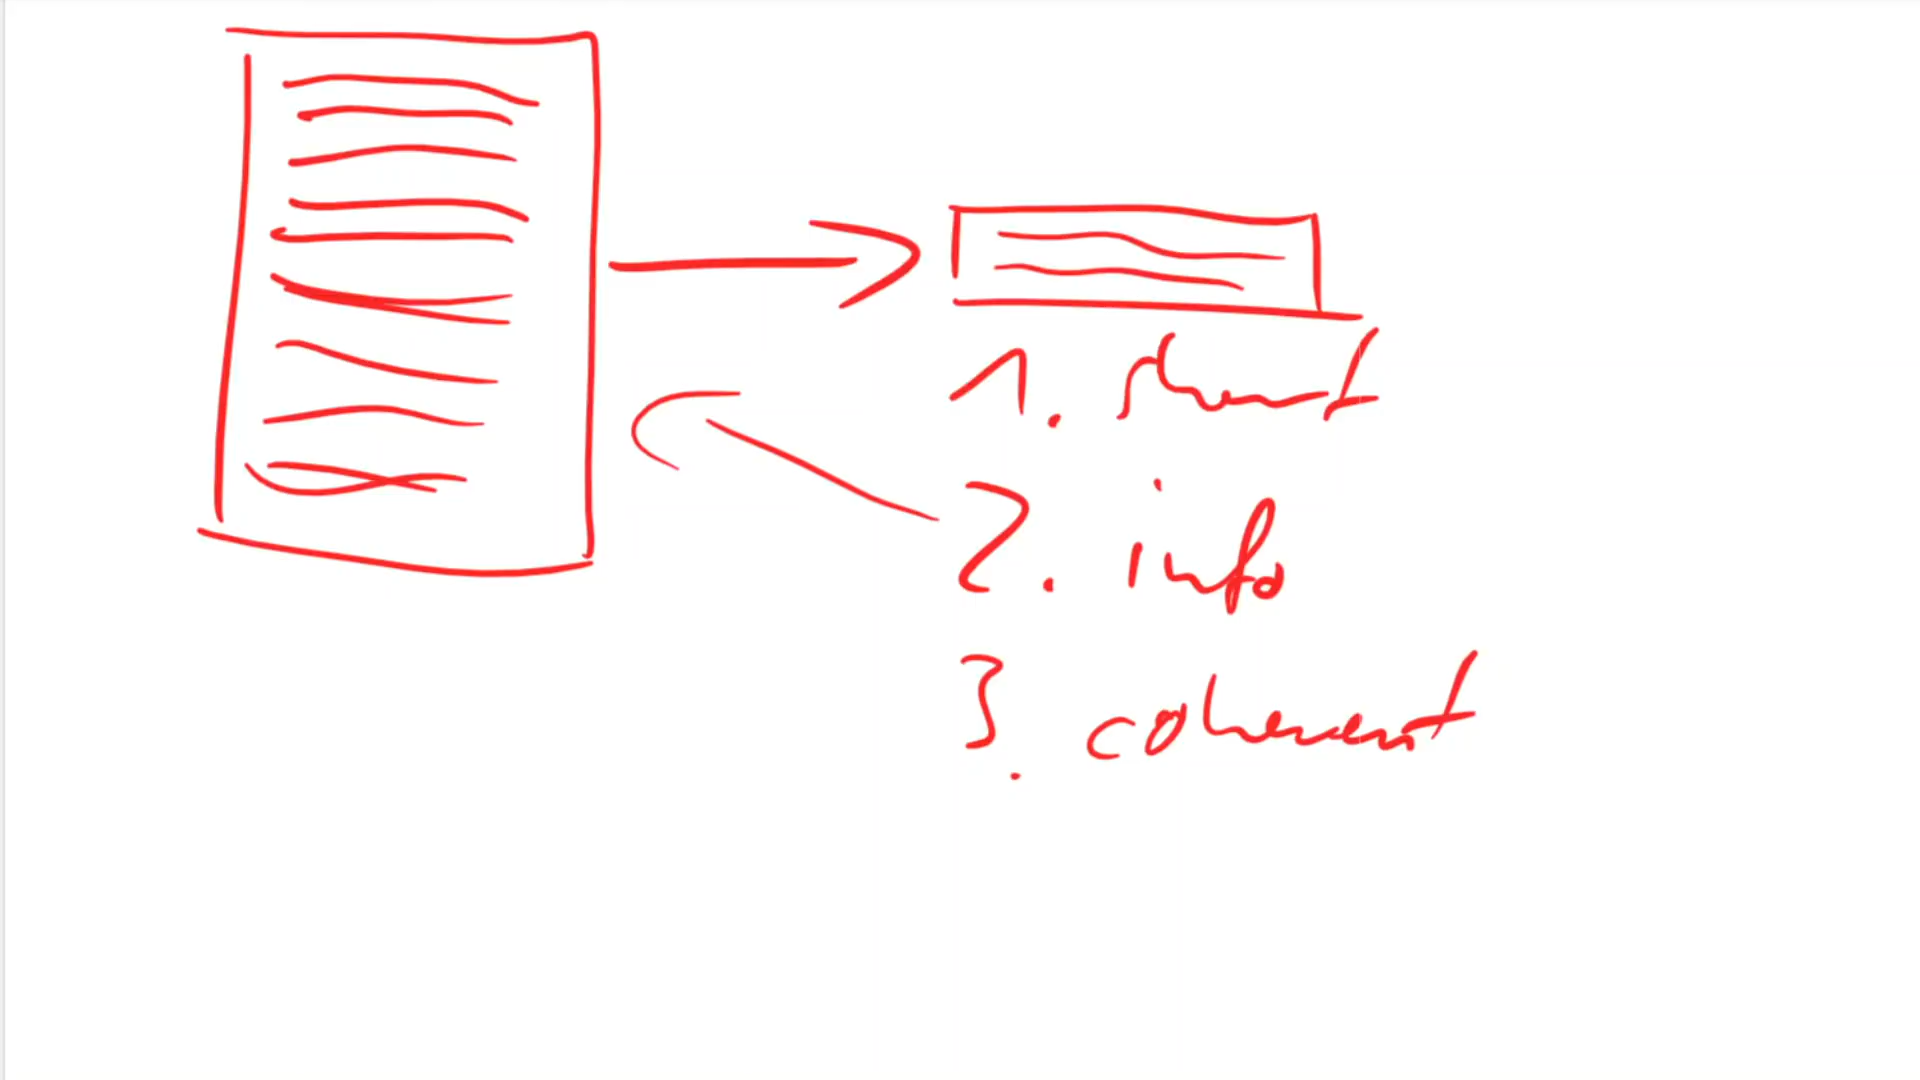 1. short
2. info
3. coherent